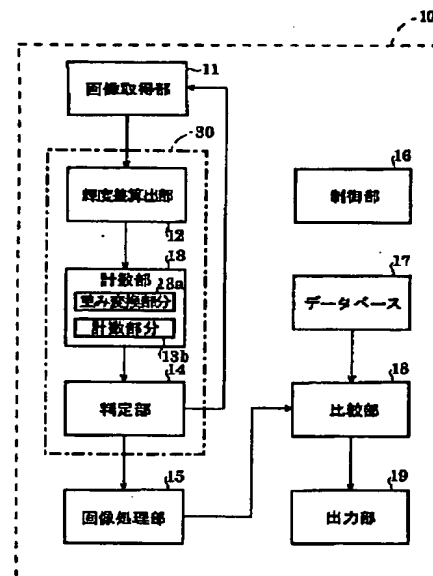 10
11
画像取得部
30
輝度差算出部
12
16
制御部
18
計数部
13a
重み変換部分
計数部分
13b
17
データベース
14
判定部
18
比較部
15
画像処理部
19
出力部